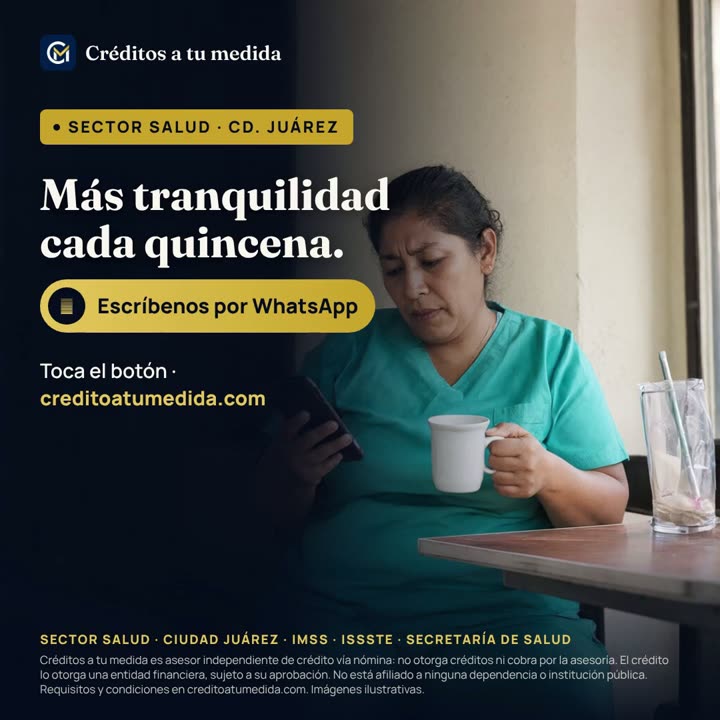 Créditos a tu medida
• SECTOR SALUD · CD. JUÁREZ
Más tranquilidad
cada quincena.
Escríbenos por WhatsApp
Toca el botón ·
creditoatumedida.com
SECTOR SALUD · CIUDAD JUÁREZ · IMSS · ISSSTE · SECRETARÍA DE SALUD
Créditos a tu medida es asesor independiente de crédito vía nómina: no otorga créditos ni cobra por la asesoría. El crédito
lo otorga una entidad financiera, sujeto a su aprobación. No está afiliado a ninguna dependencia o institución pública.
Requisitos y condiciones en creditoatumedida.com. Imágenes ilustrativas.